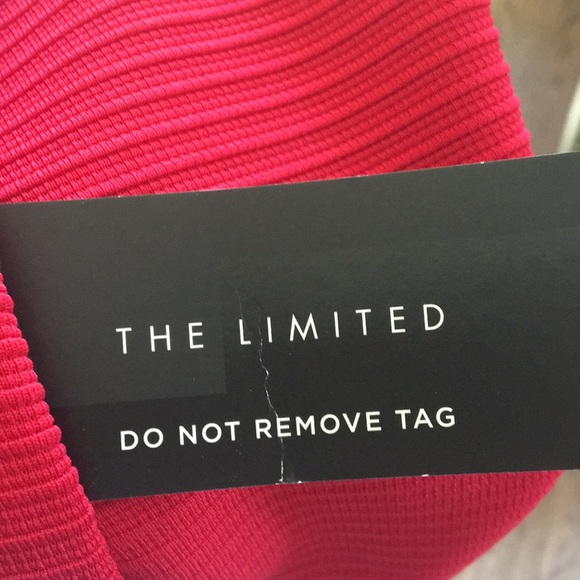 THE LIMITED
DO NOT REMOVE TAG